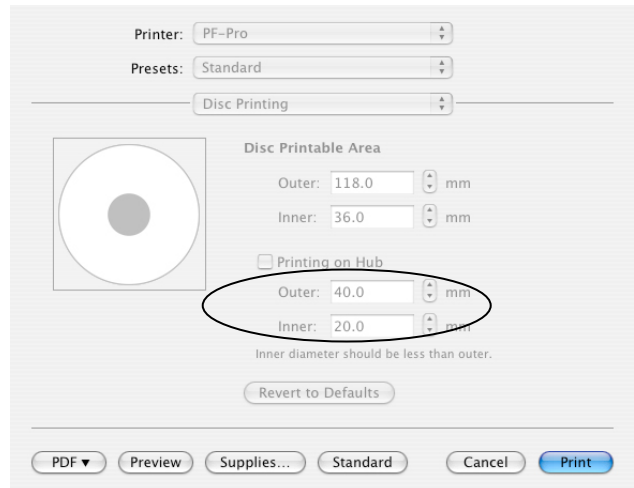 Printer: PF-Pro
Presets: Standard
Disc Printing
Disc Printable Area
Outer: 118.0 mm
Inner: 36.0 mm
Printing on Hub
Outer: 40.0 mm
Inner: 20.0 mm
Inner diameter should be less than outer.
Revert to Defaults
PDF ▼ Preview Supplies... Standard Cancel Print